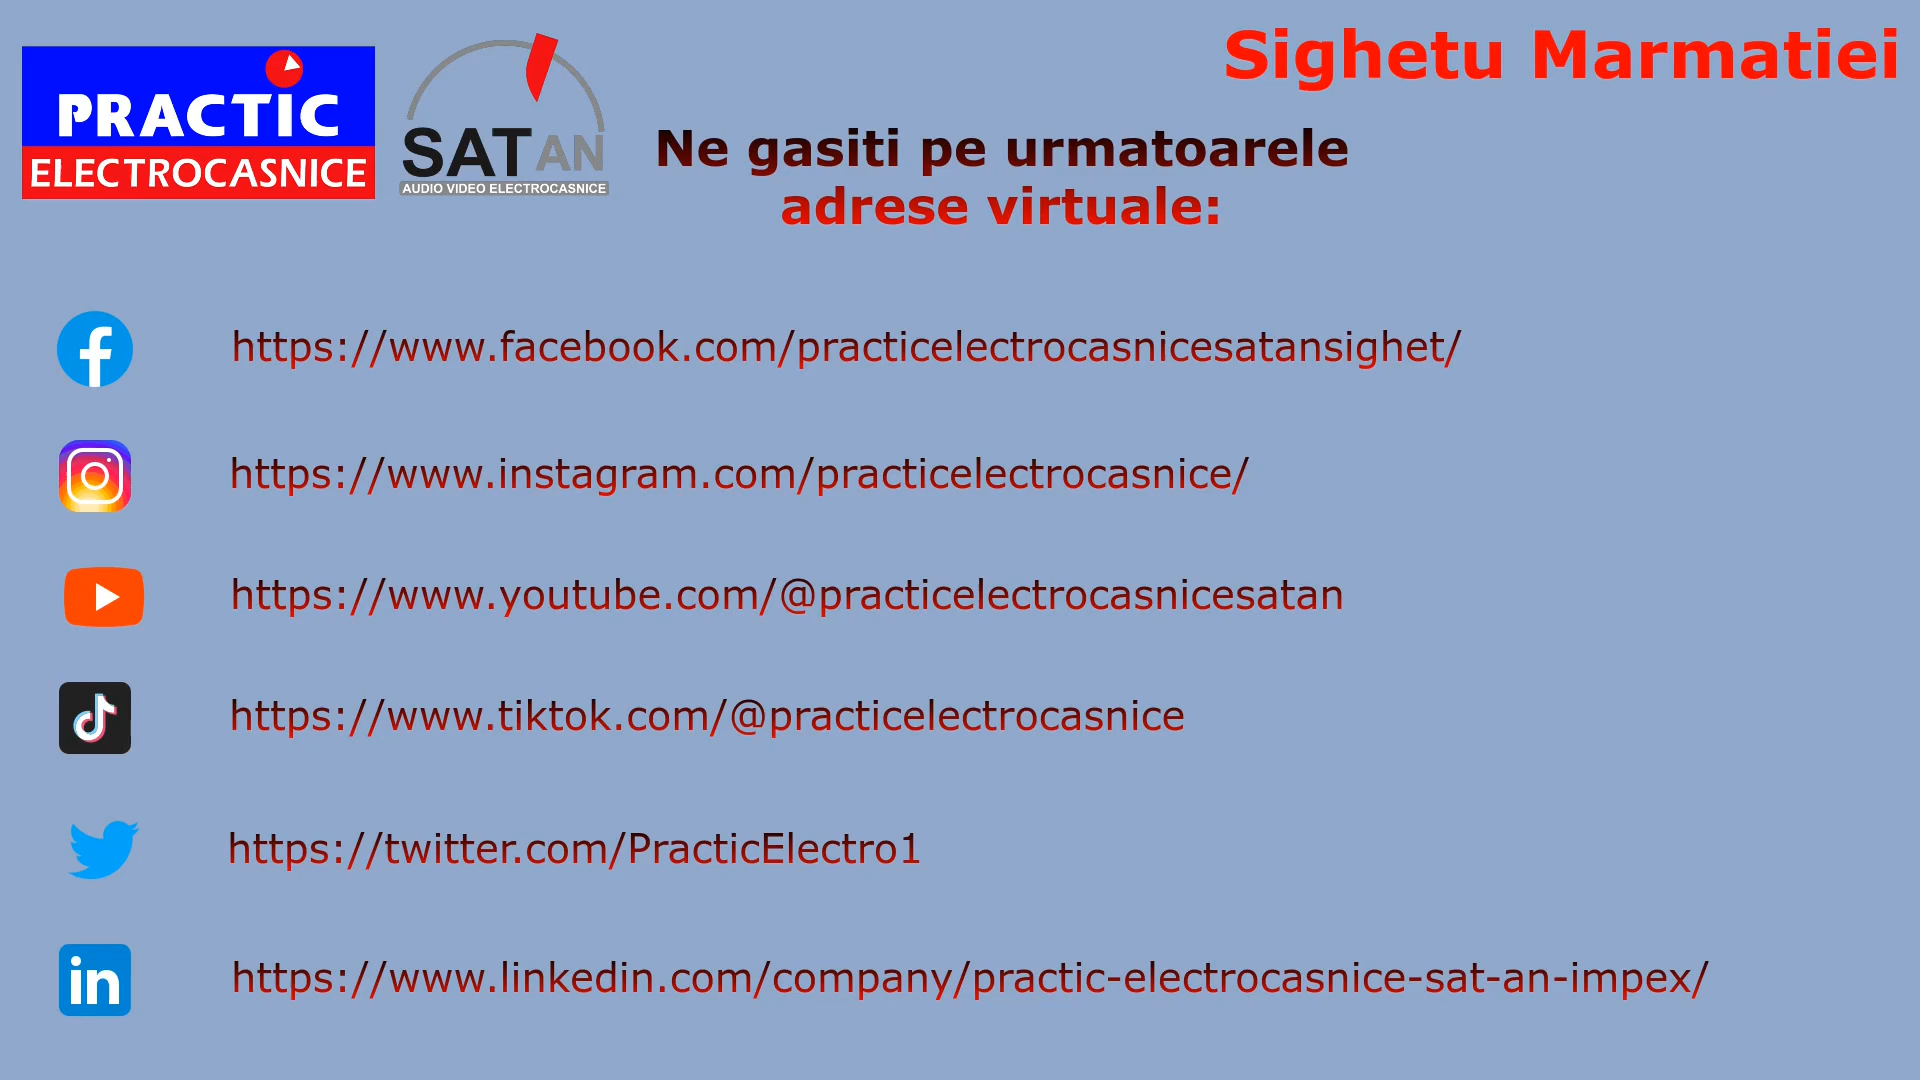 Sighetu Marmatiei
PRACTIC
ELECTROCASNICE
SATAN
AUDIO VIDEO ELECTROCASNICE
Ne gasiti pe urmatoarele
adrese virtuale:
https://www.facebook.com/practicelectrocasnicesatansighet/
https://www.instagram.com/practicelectrocasnice/
https://www.youtube.com/@practicelectrocasnicesatan
https://www.tiktok.com/@practicelectrocasnice
https://twitter.com/PracticElectro1
in
https://www.linkedin.com/company/practic-electrocasnice-sat-an-impex/